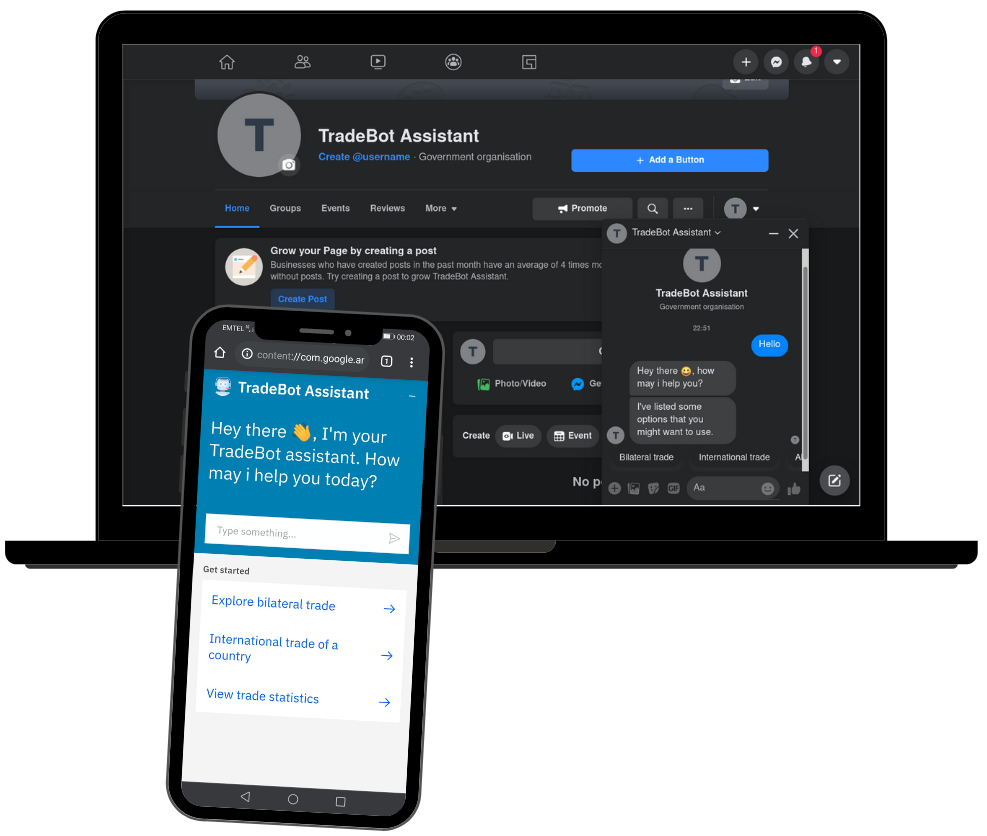 1
Edit
T
TradeBot Assistant
Create @username · Government organisation
+ Add a Button
Home Groups Events Reviews More
Promote
T
Grow your Page by creating a post
Businesses who have created posts in the past month have an average of 4 times mo
without posts. Try creating a post to grow TradeBot Assistant.
Create Post
T
Photo/Video
Ge
Create Live Event
No po
T TradeBot Assistant
T
TradeBot Assistant
Government organisation
22:51
Hello
Hey there 😀, how
may i help you?
I've listed some
options that you
might want to use.
T
Bilateral trade International trade
GIF Aa
EMTEL 00:02
content://com.google.ar 1
TradeBot Assistant
Hey there 👋, I'm your
TradeBot assistant. How
may i help you today?
Type something...
Get started
Explore bilateral trade
International trade of a
country
View trade statistics